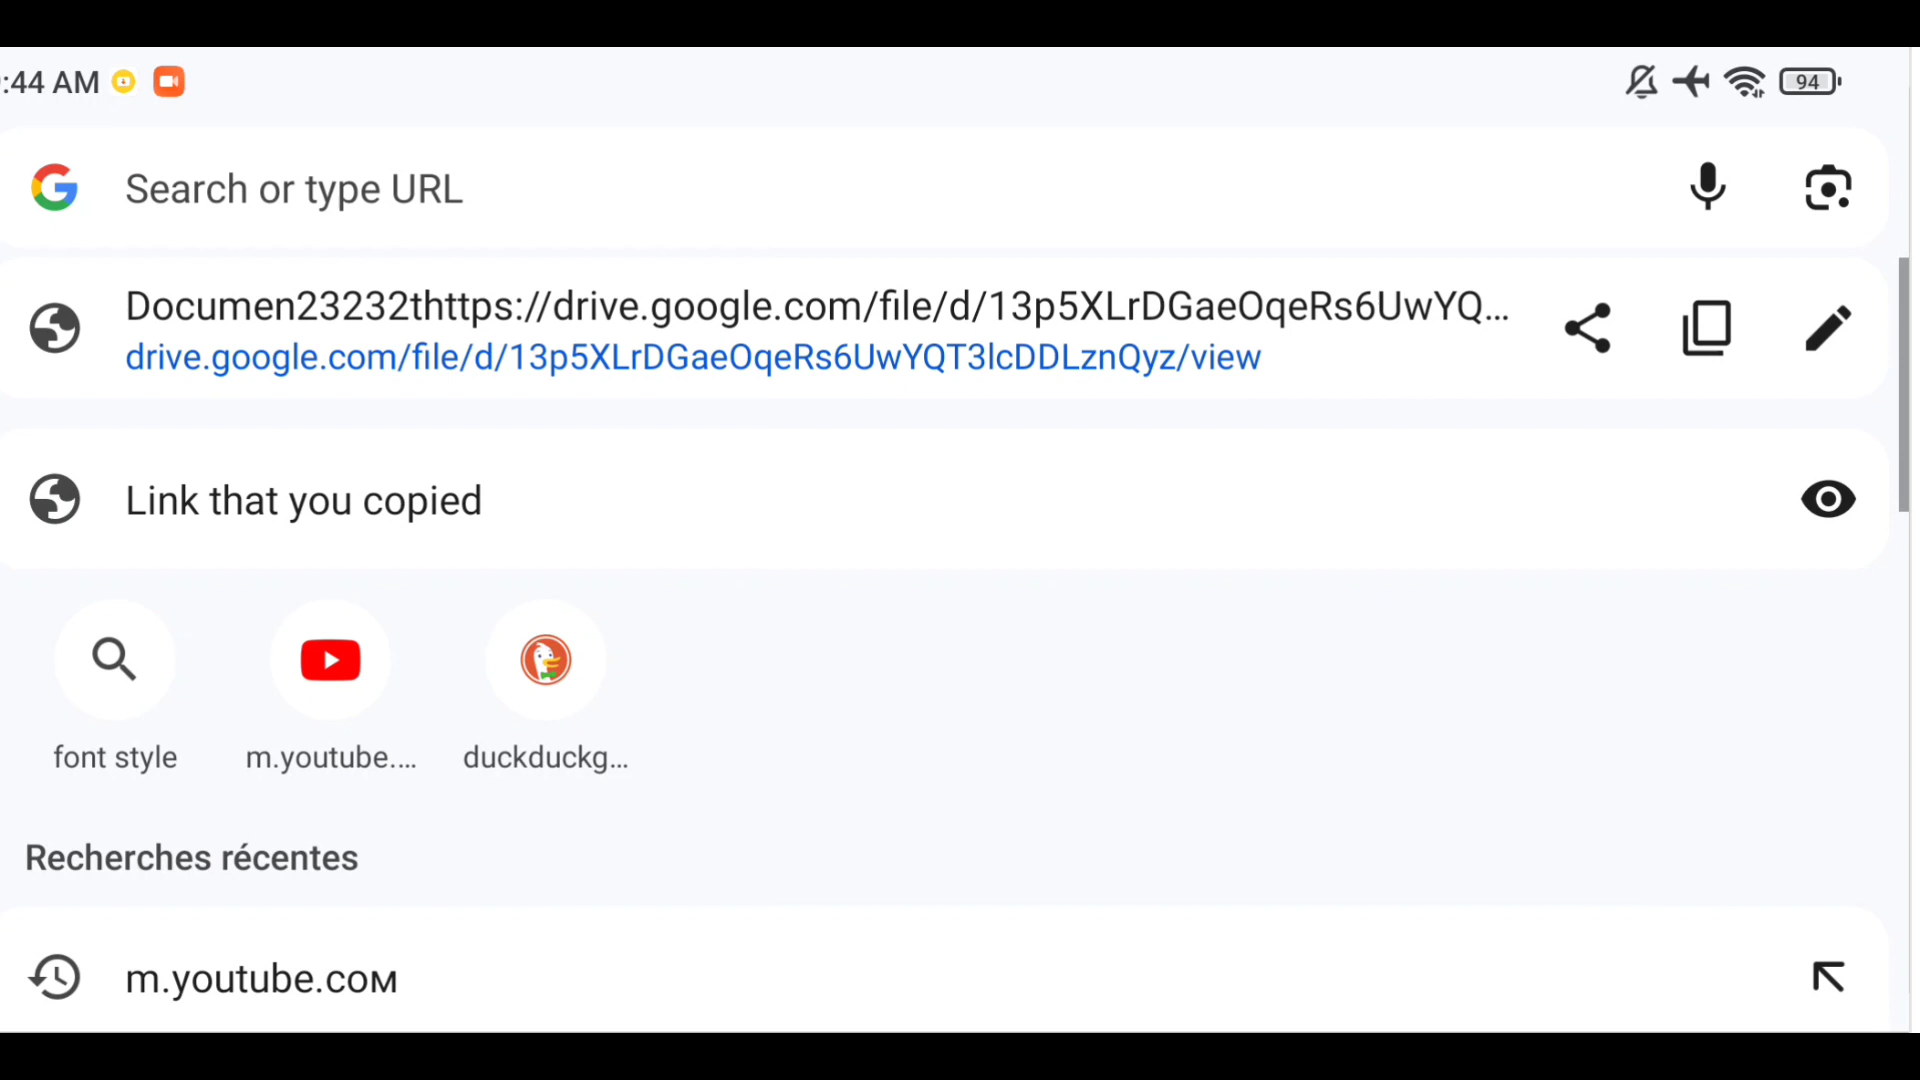 :44 AM
94
Search or type URL
Documen23232thttps://drive.google.com/file/d/13p5XLrDGaeOqeRs6UwYQ...
drive.google.com/file/d/13p5XLrDGaeOqeRs6UwYQT3lcDDLznQyz/view
Link that you copied
font style
m.youtube....
duckduckg...
Recherches récentes
m.youtube.coм